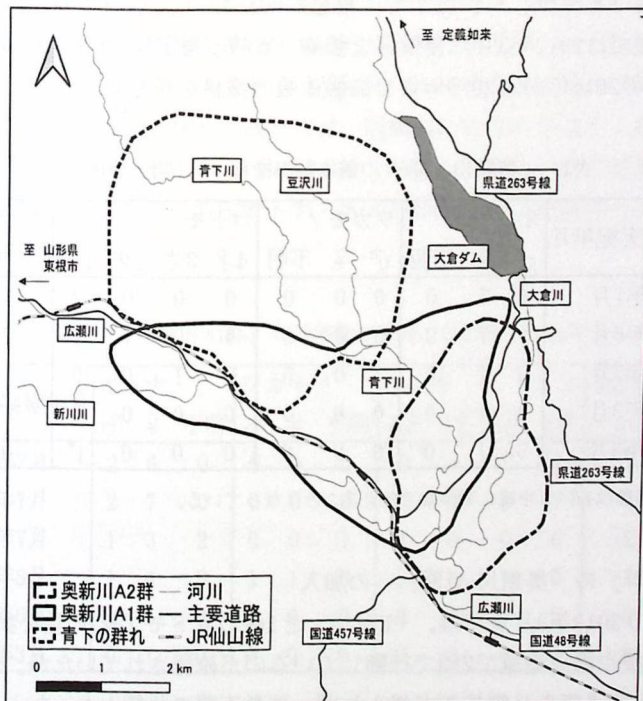 至 定義如来
青下川
豆沢川
県道263号線
至 山形県
東根市
大倉ダム
大倉川
広瀬川
青下川
新川川
県道263号線
広瀬川
国道457号線
国道48号線
奥新川A2群
奥新川A1群
青下の群れ
河川
主要道路
JR仙山線
0
2 km